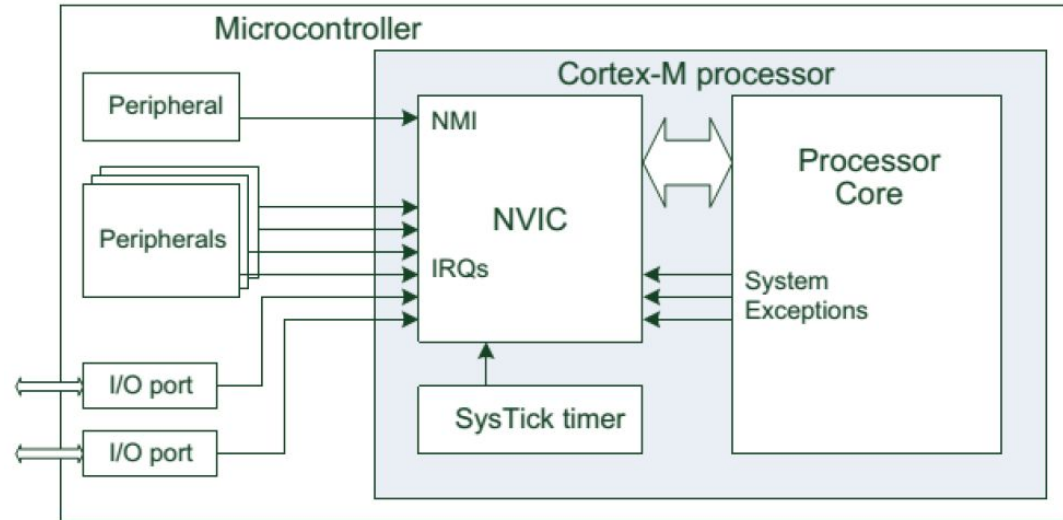 Microcontroller
Cortex-M processor
Peripheral
NMI
Processor
Core
NVIC
Peripherals
IRQs
System
Exceptions
I/O port
SysTick timer
I/O port